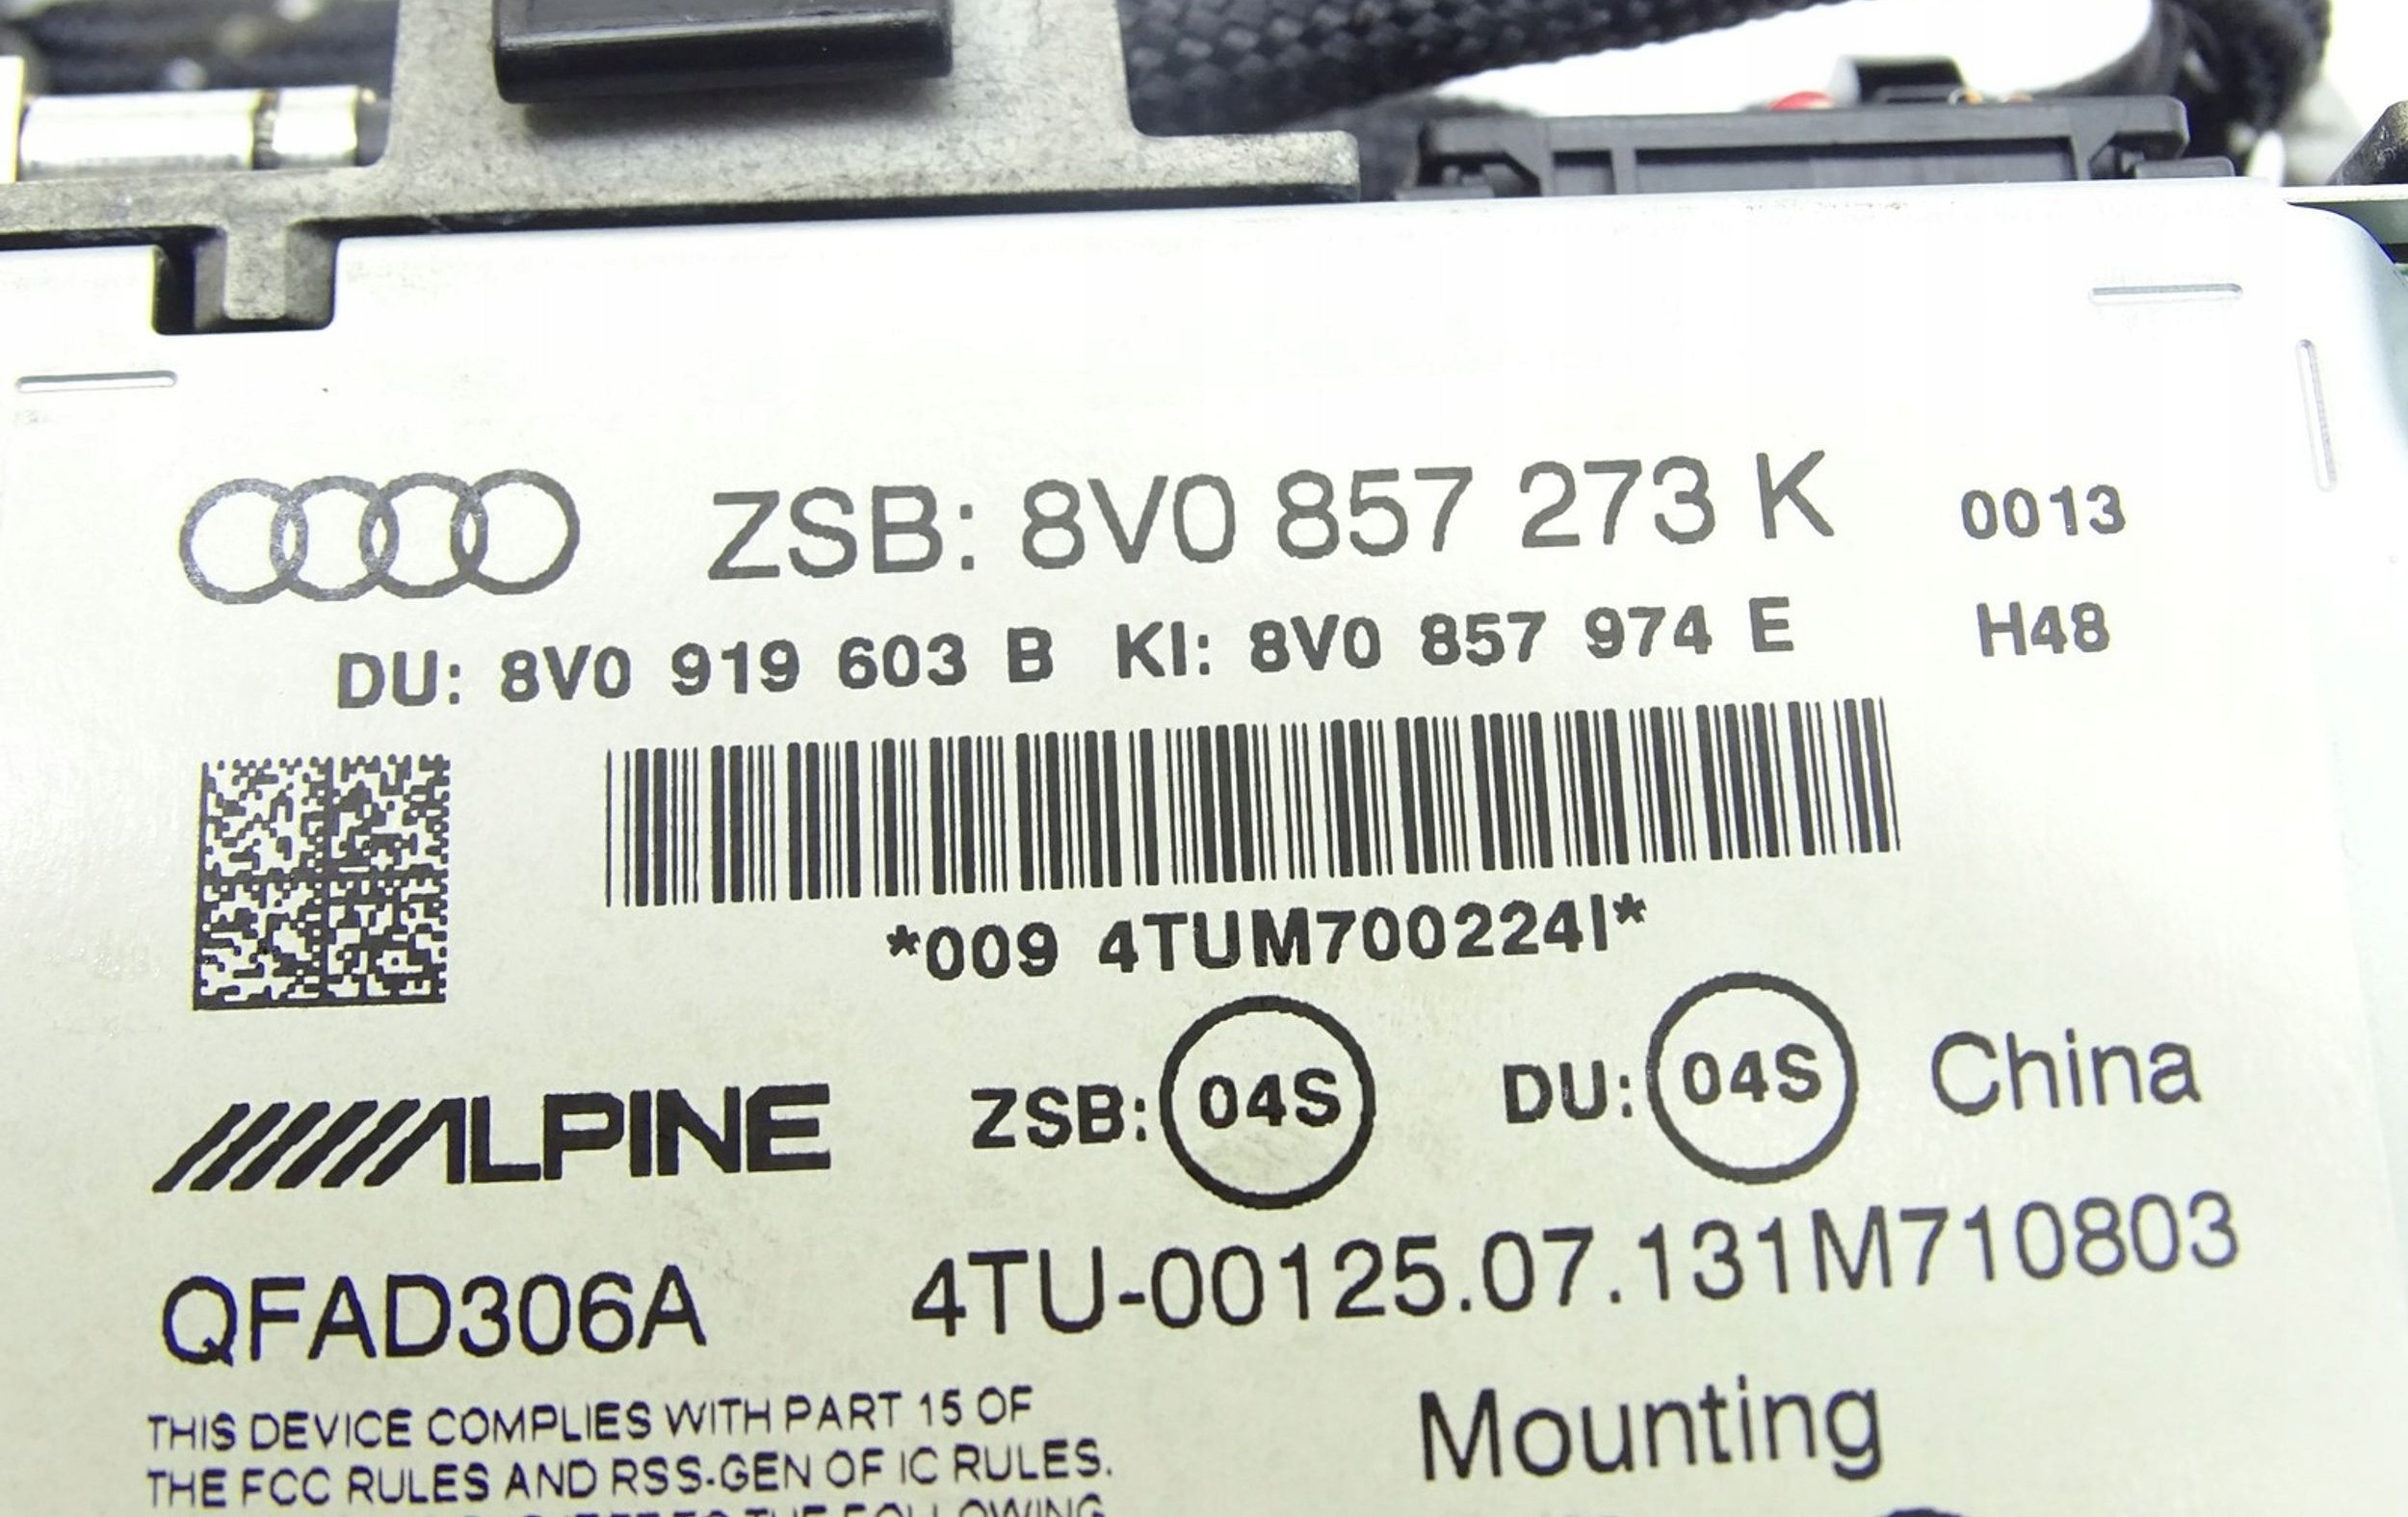 ZSB: 8V0 857 273 K 0013
DU: 8V0 919 603 B KI: 8V0 857 974 E H48
*009 4TUM700224I*
ALPINE ZSB: 04S DU: 04S China
QFAD306A 4TU-00125.07.131M710803
THIS DEVICE COMPLIES WITH PART 15 OF
THE FCC RULES AND RSS-GEN OF IC RULES.
Mounting
THE FOLLOWING